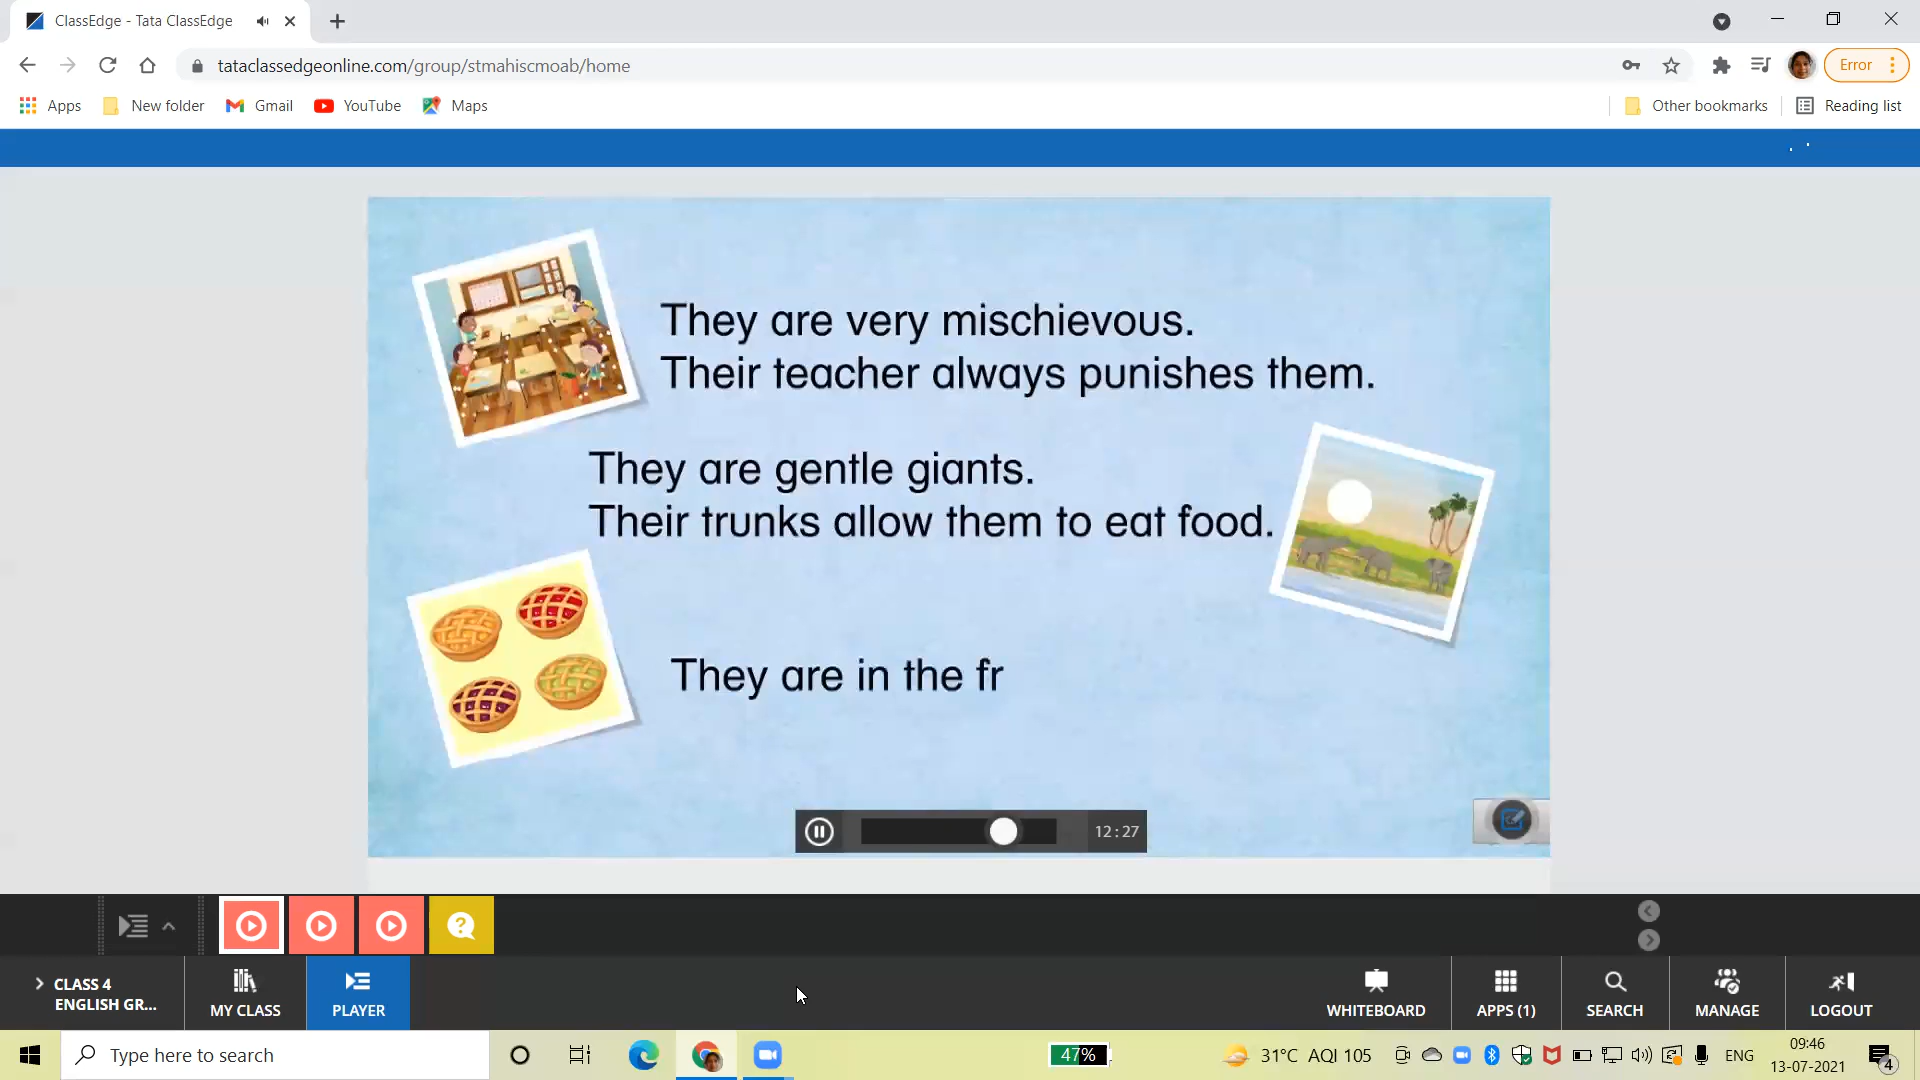 ClassEdge - Tata ClassEdge
tataclassedgeonline.com/group/stmahiscmoab/home
Error
Apps
New folder
Gmail
YouTube
Maps
Other bookmarks
Reading list
They are very mischievous.
Their teacher always punishes them.
They are gentle giants.
Their trunks allow them to eat food.
They are in the fr
12:27
CLASS 4
ENGLISH GR...
MY CLASS
PLAYER
WHITEBOARD
APPS (1)
SEARCH
MANAGE
LOGOUT
Type here to search
47%
31°C AQI 105
ENG
09:46
13-07-2021
4